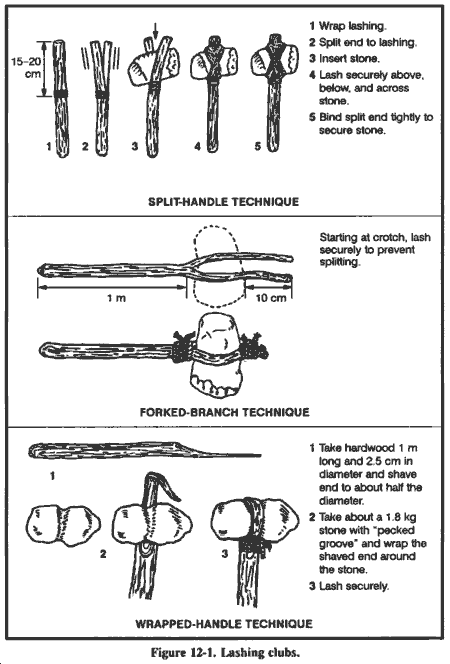 15-20
cm
1
2
3
4
5
1 Wrap lashing.
2 Split end to lashing.
3 Insert stone.
4 Lash securely above,
below, and across
stone.
5 Bind split end tightly to
secure stone.
SPLIT-HANDLE TECHNIQUE
Starting at crotch, lash
securely to prevent
splitting.
1 m
10 cm
FORKED-BRANCH TECHNIQUE
1
2
3
1 Take hardwood 1 m
long and 2.5 cm in
diameter and shave
end to about half the
diameter.
2 Take about a 1.8 kg
stone with "pecked
groove" and wrap the
shaved end around
the stone.
3 Lash securely.
WRAPPED-HANDLE TECHNIQUE
Figure 12-1. Lashing clubs.